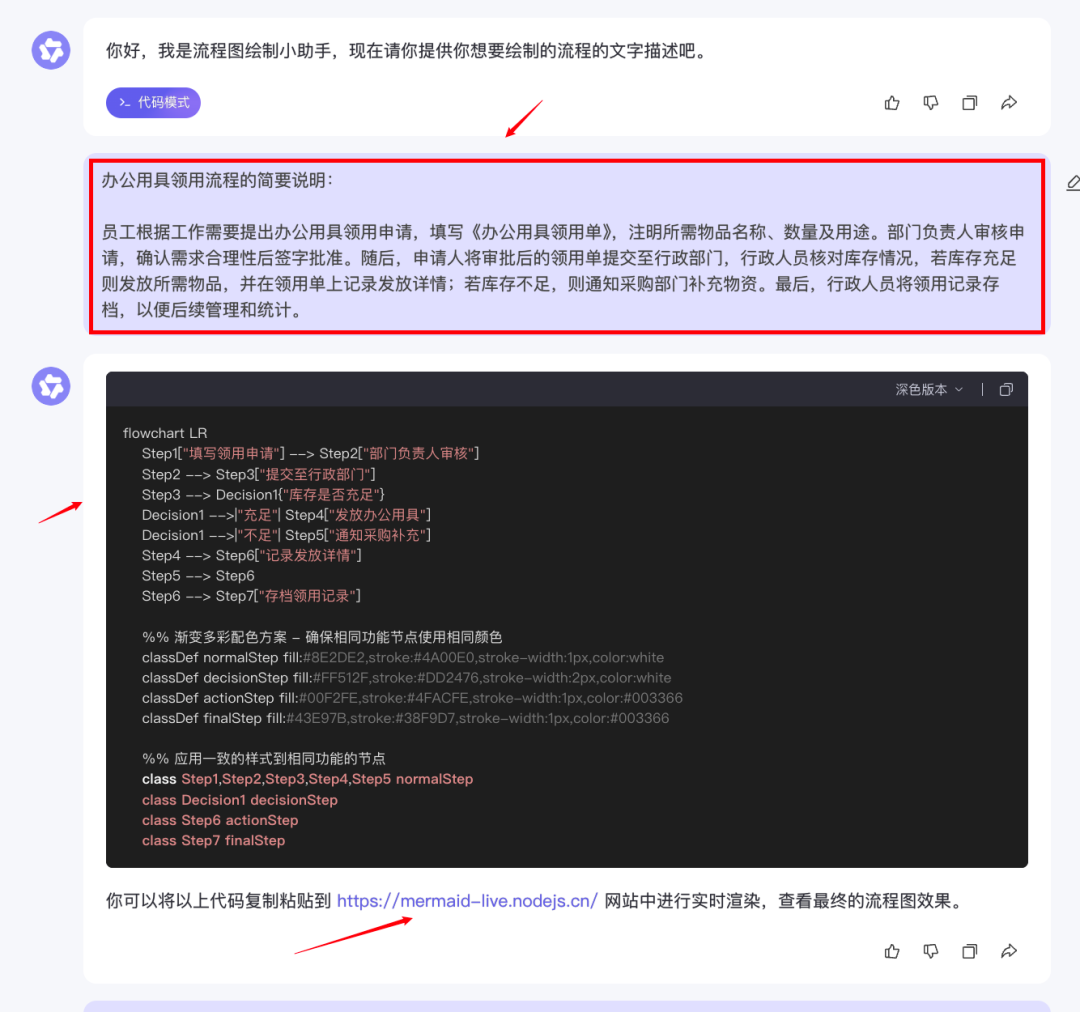 你好，我是流程图绘制小助手，现在请你提供你想要绘制的流程的文字描述吧。
>_ 代码模式
办公用具领用流程的简要说明：
员工根据工作需要提出办公用具领用申请，填写《办公用具领用单》，注明所需物品名称、数量及用途。部门负责人审核申
请，确认需求合理性后签字批准。随后，申请人将审批后的领用单提交至行政部门，行政人员核对库存情况，若库存充足
则发放所需物品，并在领用单上记录发放详情；若库存不足，则通知采购部门补充物资。最后，行政人员将领用记录存
档，以便后续管理和统计。
深色版本
flowchart LR
Step1["填写领用申请"] --> Step2["部门负责人审核"]
Step2 --> Step3["提交至行政部门"]
Step3 --> Decision1{"库存是否充足"}
Decision1 -->|"充足"| Step4["发放办公用具"]
Decision1 -->|"不足"| Step5["通知采购补充"]
Step4 --> Step6["记录发放详情"]
Step5 --> Step6
Step6 --> Step7["存档领用记录"]
%% 渐变多彩配色方案 - 确保相同功能节点使用相同颜色
classDef normalStep fill:#8E2DE2,stroke:#4A00E0,stroke-width:1px,color:white
classDef decisionStep fill:#FF512F,stroke:#DD2476,stroke-width:2px,color:white
classDef actionStep fill:#00F2FE,stroke:#4FACFE,stroke-width:1px,color:#003366
classDef finalStep fill:#43E97B,stroke:#38F9D7,stroke-width:1px,color:#003366
%% 应用一致的样式到相同功能的节点
class Step1,Step2,Step3,Step4,Step5 normalStep
class Decision1 decisionStep
class Step6 actionStep
class Step7 finalStep
你可以将以上代码复制粘贴到 https://mermaid-live.nodejs.cn/ 网站中进行实时渲染，查看最终的流程图效果。